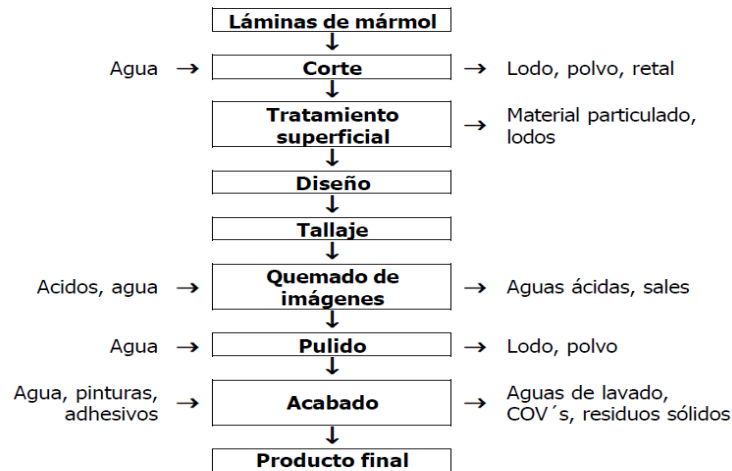 Láminas de mármol
Agua → Corte → Lodo, polvo, retal
Tratamiento
superficial → Material particulado,
lodos
Diseño
Tallaje
Acidos, agua → Quemado de
imágenes → Aguas ácidas, sales
Agua → Pulido → Lodo, polvo
Agua, pinturas,
adhesivos → Acabado → Aguas de lavado,
COV´s, residuos sólidos
Producto final